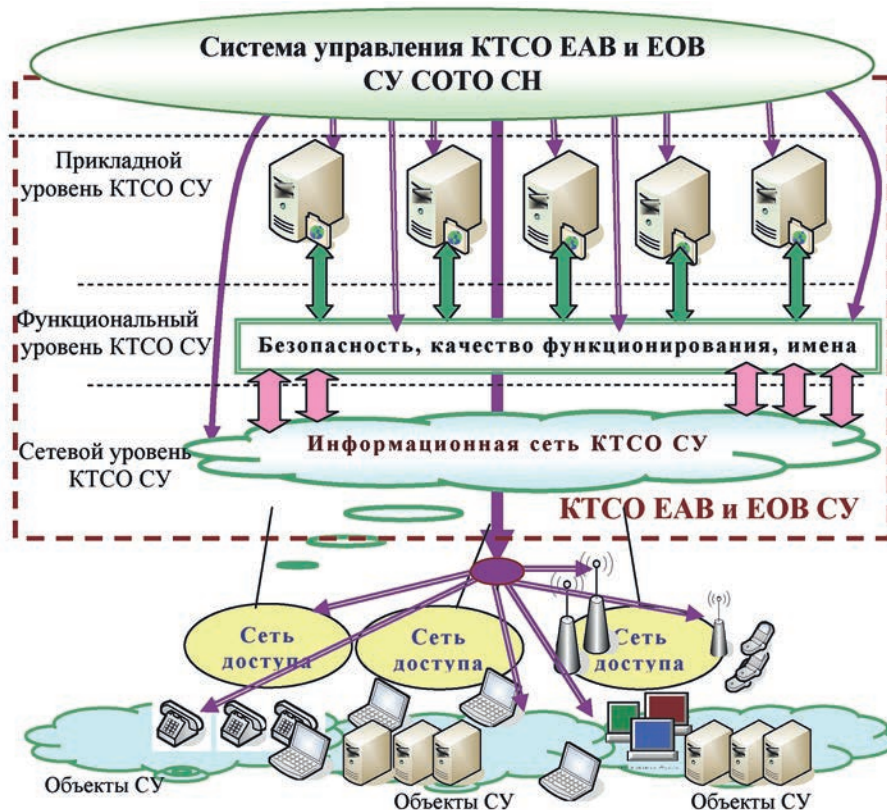 Система управления КТСО ЕАВ и ЕОВ
СУ СОТО СН
Прикладной
уровень КТСО СУ
Функциональный
уровень КТСО СУ
Безопасность, качество функционирования, имена
Информационная сеть КТСО СУ
Сетевой уровень
КТСО СУ
КТСО ЕАВ и ЕОВ СУ
Сеть
доступа
Сеть
доступа
Сеть
доступа
Объекты СУ
Объекты СУ
Объекты СУ